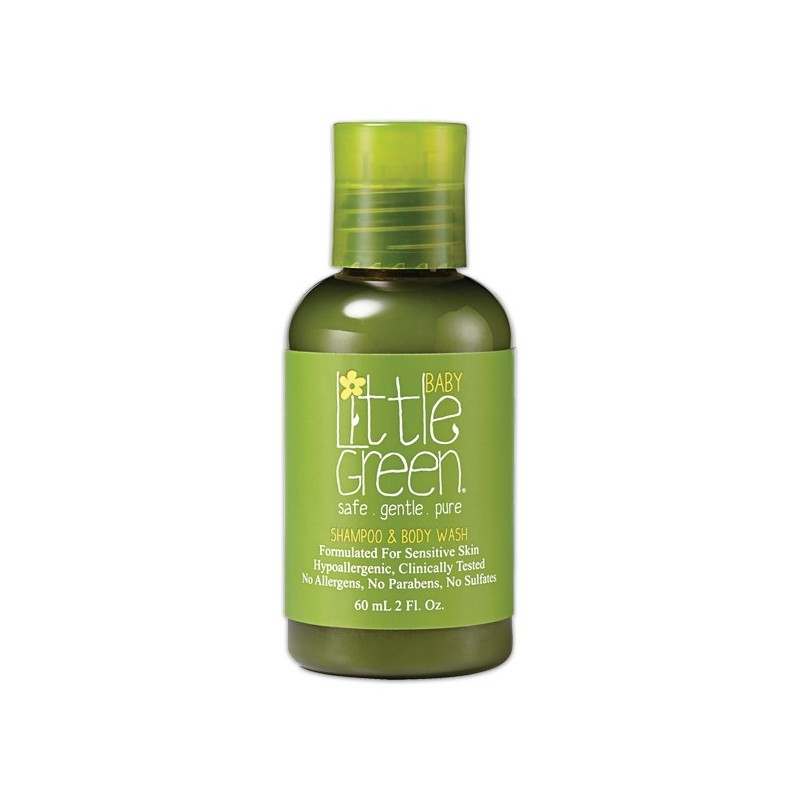 BABY
Little
Green®
safe . gentle . pure
SHAMPOO & BODY WASH
Formulated For Sensitive Skin
Hypoallergenic, Clinically Tested
No Allergens, No Parabens, No Sulfates
60 mL 2 Fl. Oz.